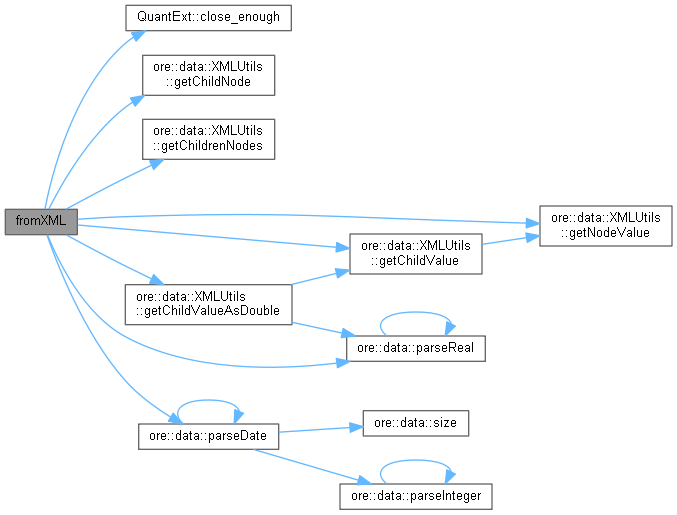 QuantExt::close_enough
ore::data::XMLUtils
::getChildNode
ore::data::XMLUtils
::getChildrenNodes
fromXML
ore::data::XMLUtils
::getNodeValue
ore::data::XMLUtils
::getChildValue
ore::data::XMLUtils
::getChildValueAsDouble
ore::data::parseReal
ore::data::size
ore::data::parseDate
ore::data::parseInteger